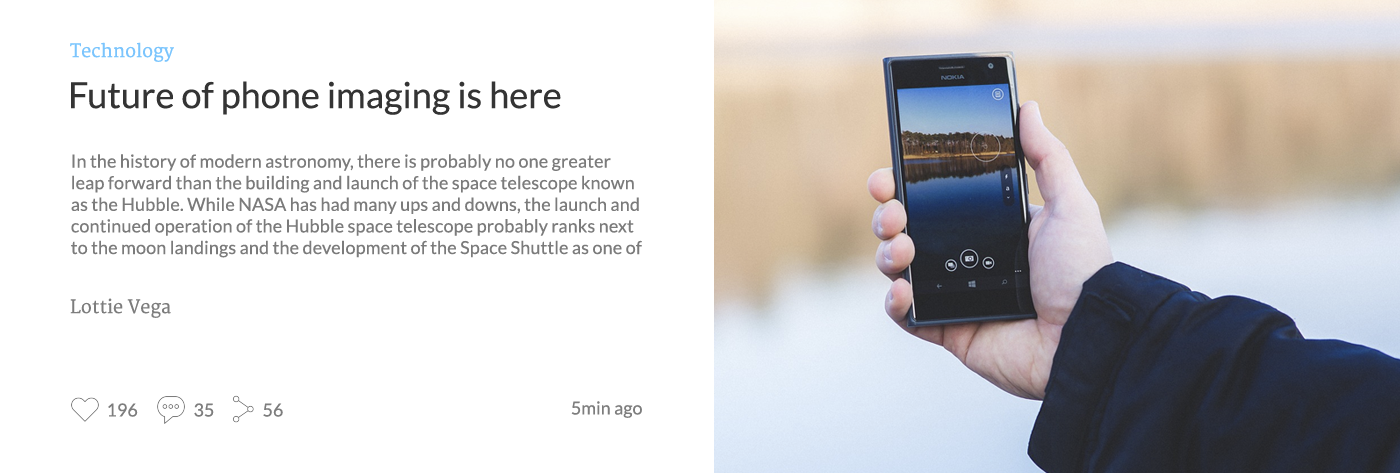 Technology
Future of phone imaging is here
In the history of modern astronomy, there is probably no one greater
leap forward than the building and launch of the space telescope known
as the Hubble. While NASA has had many ups and downs, the launch and
continued operation of the Hubble space telescope probably ranks next
to the moon landings and the development of the Space Shuttle as one of
Lottie Vega
196 35 56
5min ago
NOKIA